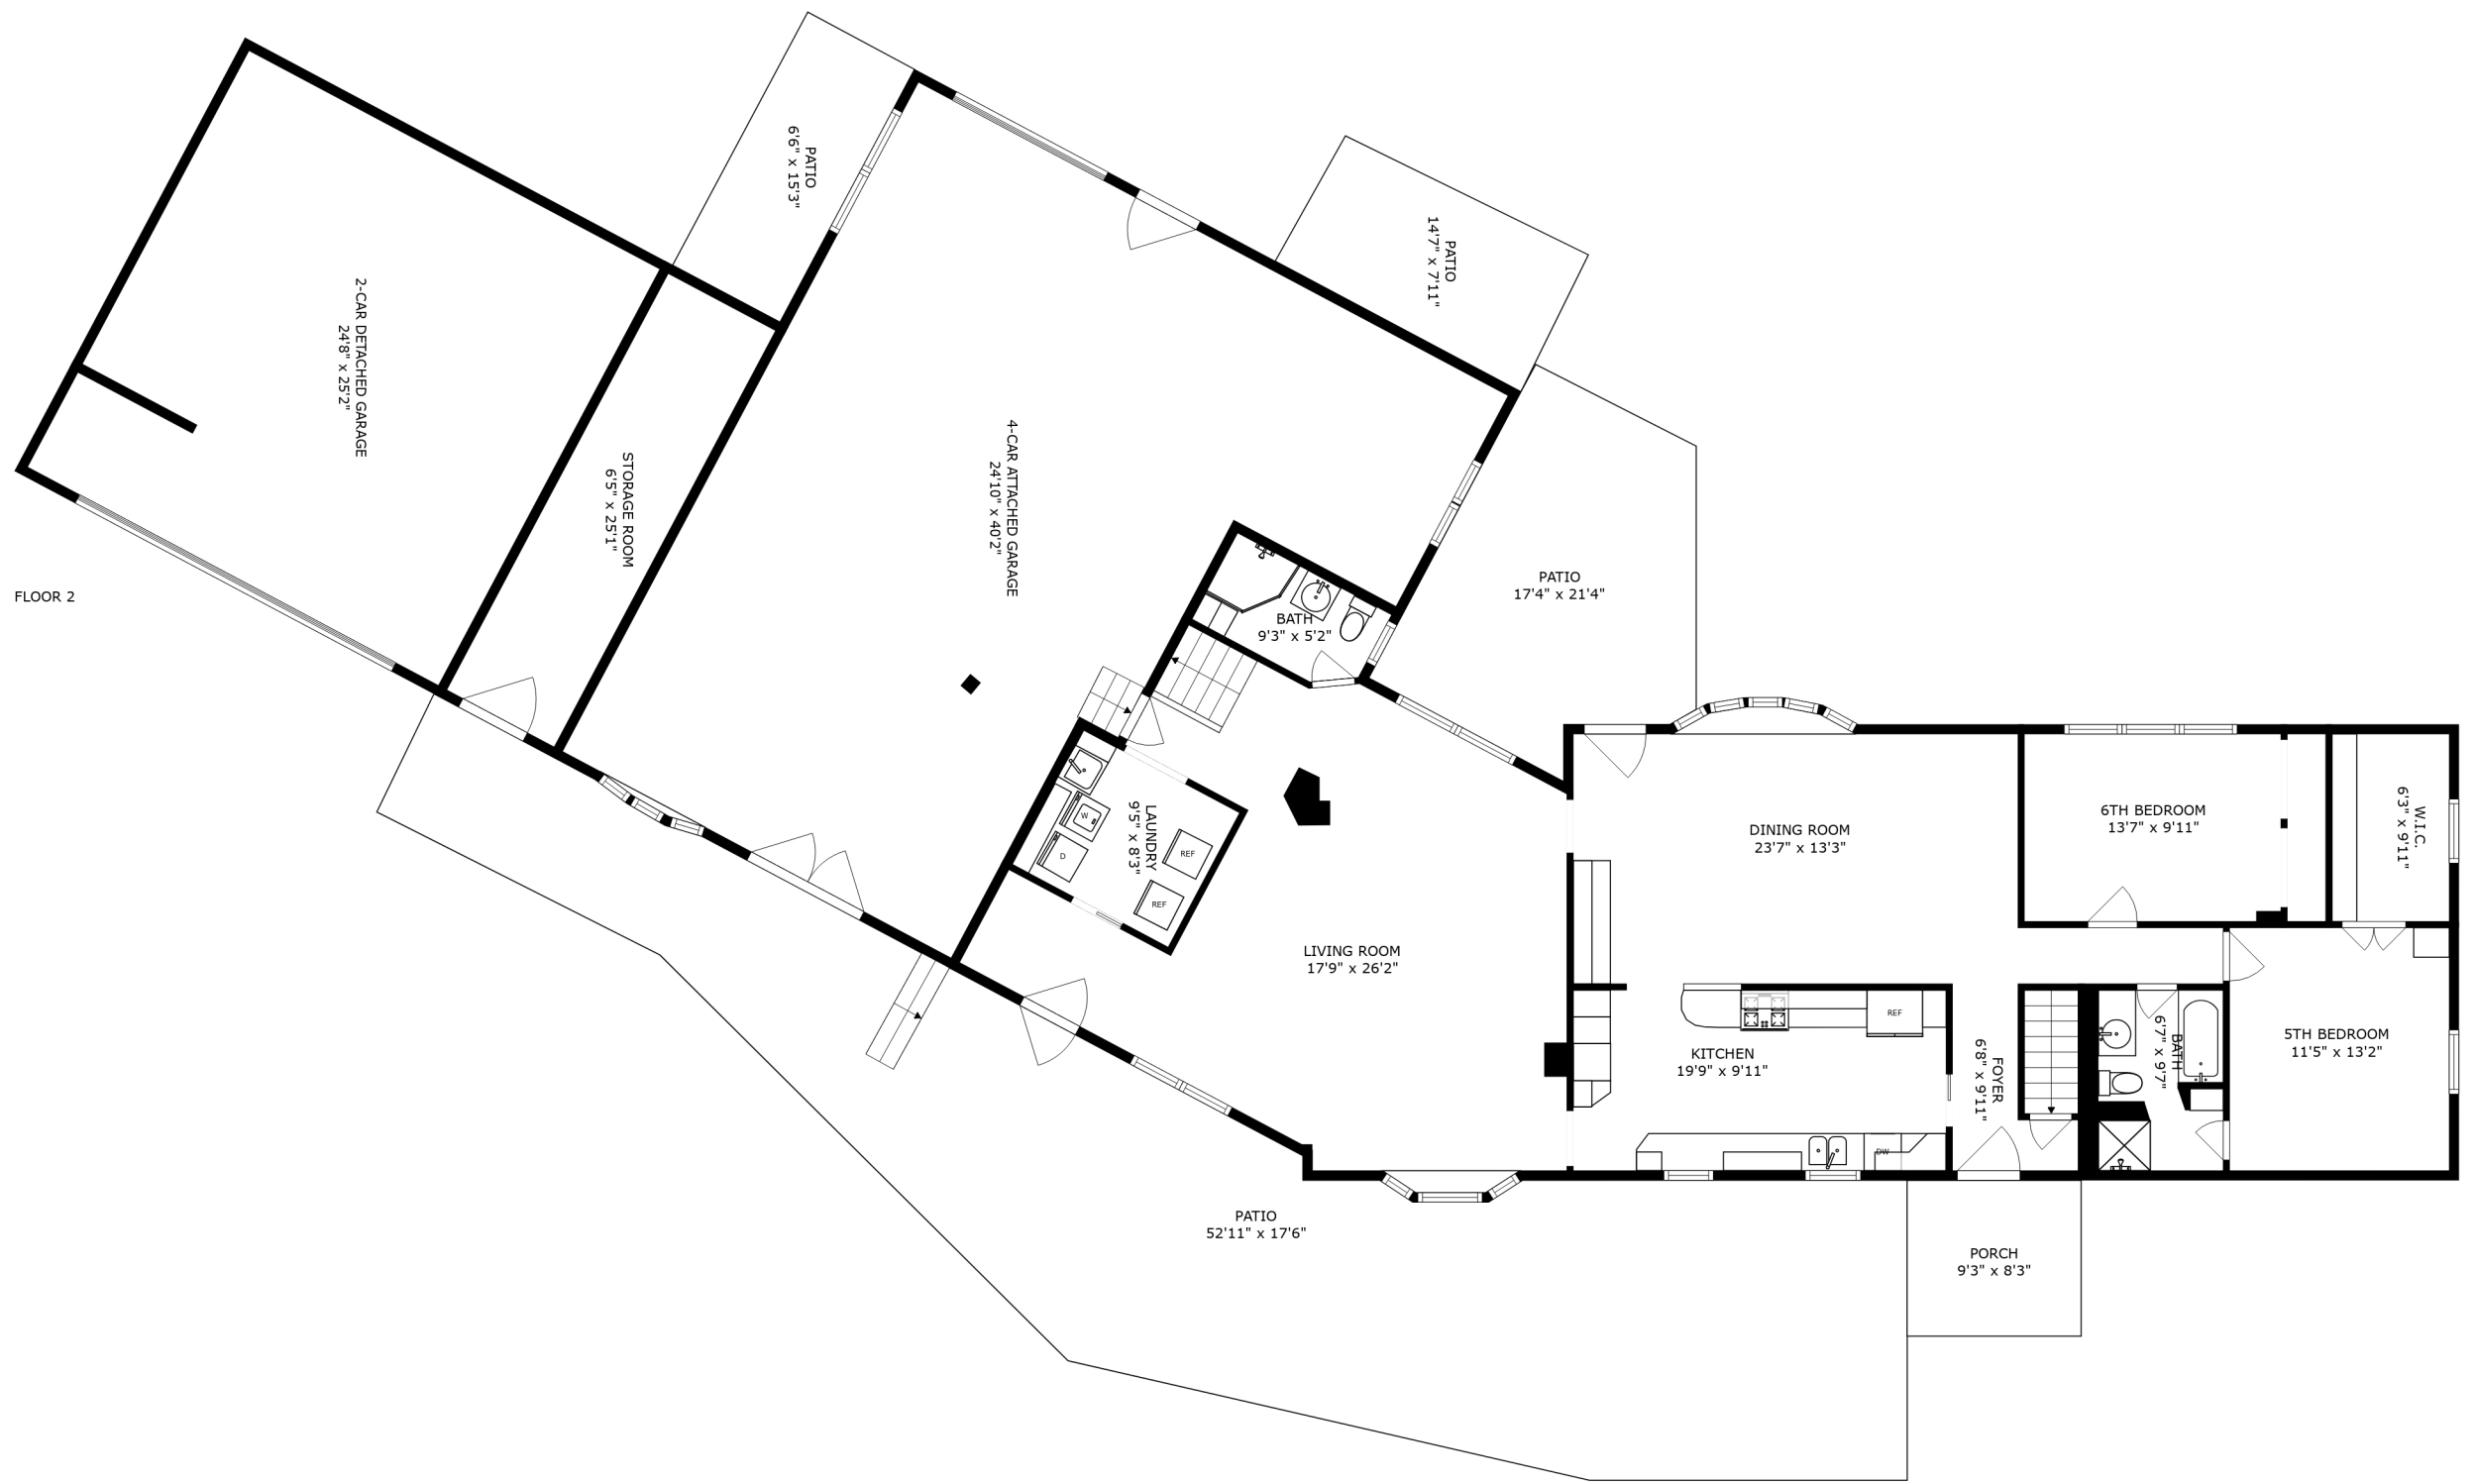 PATIO
6'6" x 15'3"
PATIO
14'7" x 7'11"
2-CAR DETACHED GARAGE
24'8" x 25'2"
STORAGE ROOM
6'5" x 25'1"
4-CAR ATTACHED GARAGE
24'10" x 40'2"
FLOOR 2
PATIO
17'4" x 21'4"
BATH
9'3" x 5'2"
LAUNDRY
9'5" x 8'3"
W
D
REF
REF
LIVING ROOM
17'9" x 26'2"
DINING ROOM
23'7" x 13'3"
6TH BEDROOM
13'7" x 9'11"
W.I.C.
6'3" x 9'11"
KITCHEN
19'9" x 9'11"
REF
DW
FOYER
6'8" x 9'11"
BATH
6'7" x 9'7"
5TH BEDROOM
11'5" x 13'2"
PATIO
52'11" x 17'6"
PORCH
9'3" x 8'3"